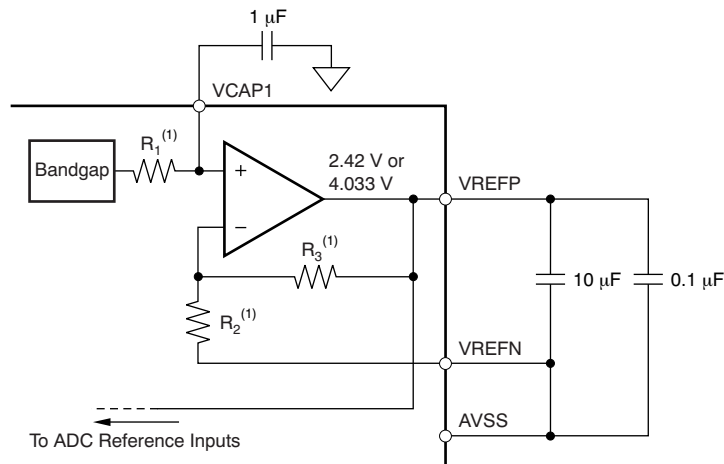 1 μF
VCAP1
R1(1)
Bandgap
+
2.42 V or
4.033 V
VREFP
−
R3(1)
10 μF
0.1 μF
R2(1)
VREFN
AVSS
To ADC Reference Inputs